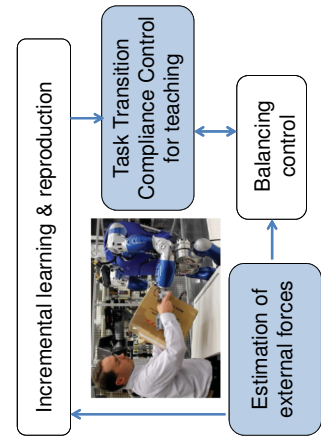 Incremental learning & reproduction
Estimation of
external forces
Task Transition
Compliance Control
for teaching
Balancing
control